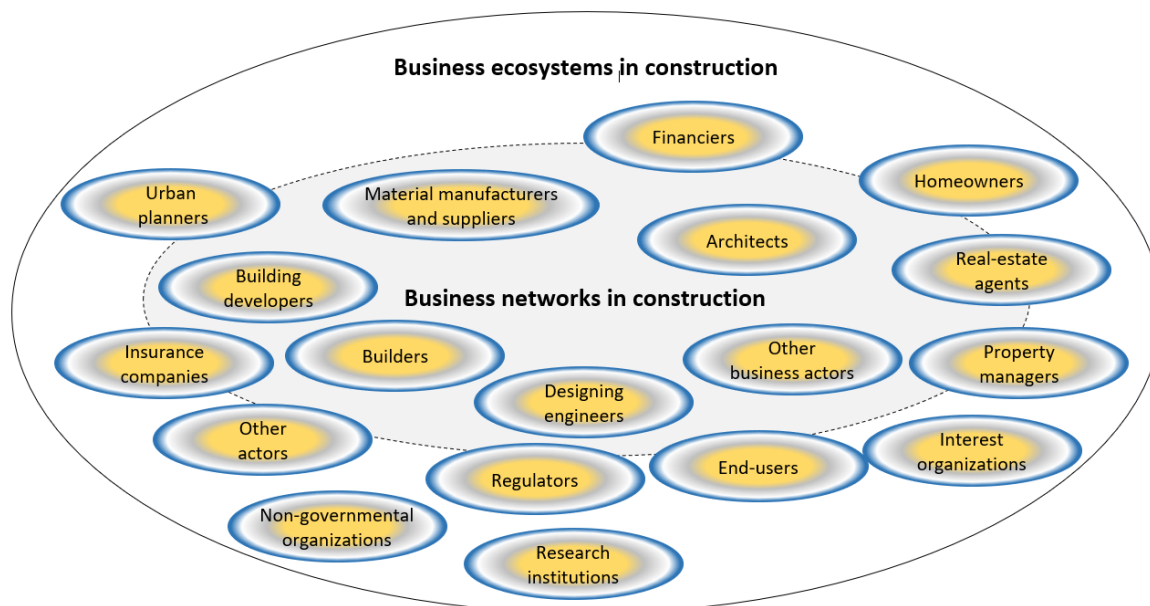 Business ecosystems in construction
Financiers
Homeowners
Urban
planners
Material manufacturers
and suppliers
Architects
Real-estate
agents
Building
developers
Business networks in construction
Insurance
companies
Builders
Other
business actors
Property
managers
Designing
engineers
Other
actors
Interest
organizations
Regulators
End-users
Non-governmental
organizations
Research
institutions